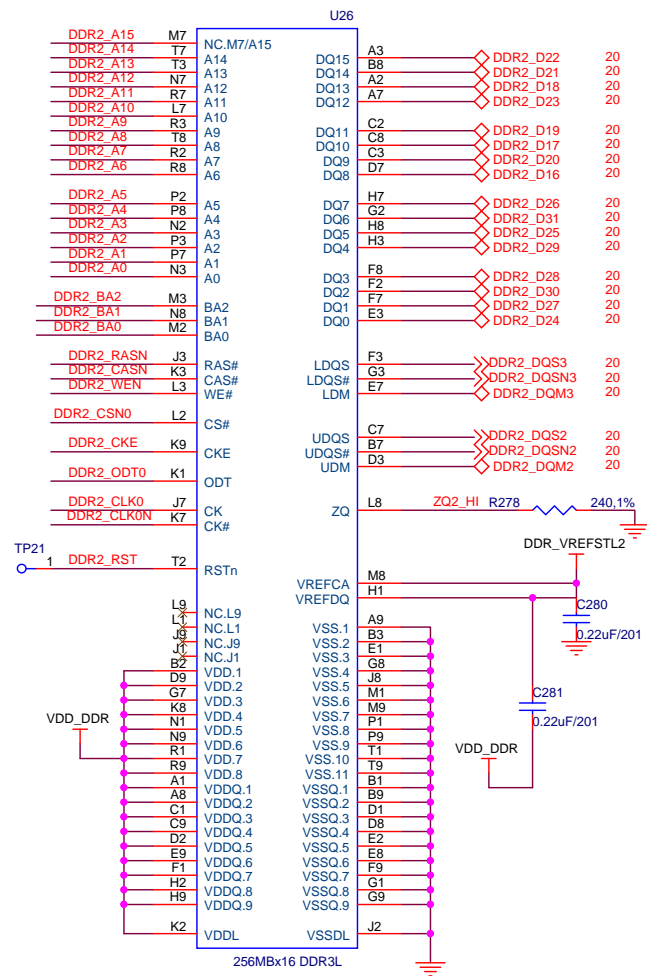 U26
DDR2_A15 M7 NC.M7/A15
DDR2_A14 T7 A14 DQ15 A3 DDR2_D22 20
DDR2_A13 T3 A13 DQ14 B8 DDR2_D21 20
DDR2_A12 N7 A12 DQ13 A2 DDR2_D18 20
DDR2_A11 R7 A11 DQ12 A7 DDR2_D23 20
DDR2_A10 L7 A10
DDR2_A9 R3 A9 DQ11 C2 DDR2_D19 20
DDR2_A8 T8 A8 DQ10 C8 DDR2_D17 20
DDR2_A7 R2 A7 DQ9 C3 DDR2_D20 20
DDR2_A6 R8 A6 DQ8 D7 DDR2_D16 20
DDR2_A5 P2 A5 DQ7 H7 DDR2_D26 20
DDR2_A4 P8 A4 DQ6 G2 DDR2_D31 20
DDR2_A3 N2 A3 DQ5 H8 DDR2_D25 20
DDR2_A2 P3 A2 DQ4 H3 DDR2_D29 20
DDR2_A1 P7 A1
DDR2_A0 N3 A0 DQ3 F8 DDR2_D28 20
DQ2 F2 DDR2_D30 20
DDR2_BA2 M3 BA2 DQ1 F7 DDR2_D27 20
DDR2_BA1 N8 BA1 DQ0 E3 DDR2_D24 20
DDR2_BA0 M2 BA0
DDR2_RASN J3 RAS# LDQS F3 DDR2_DQS3 20
DDR2_CASN K3 CAS# LDQS# G3 DDR2_DQSN3 20
DDR2_WEN L3 WE# LDM E7 DDR2_DQM3 20
DDR2_CSN0 L2 CS#
UDQS C7 DDR2_DQS2 20
DDR2_CKE K9 CKE UDQS# B7 DDR2_DQSN2 20
UDM D3 DDR2_DQM2 20
DDR2_ODT0 K1 ODT
DDR2_CLK0 J7 CK ZQ L8 ZQ2_HI R278 240,1%
DDR2_CLK0N K7 CK#
DDR_VREFSTL2
TP21 1 DDR2_RST T2 RSTn
VREFCA M8
VREFDQ H1
C280
0.22uF/201
L9 NC.L9
L1 NC.L1 VSS.1 A9
J9 NC.J9 VSS.2 B3
J1 NC.J1 VSS.3 E1
B2 VDD.1 VSS.4 G8
D9 VDD.2 VSS.5 J8
G7 VDD.3 VSS.6 M1
C281
K8 VDD.4 VSS.7 M9
0.22uF/201
VDD_DDR
N1 VDD.5 VSS.8 P1
N9 VDD.6 VSS.9 P9
VDD_DDR
R1 VDD.7 VSS.10 T1
R9 VDD.8 VSS.11 T9
A1 VDDQ.1 VSSQ.1 B1
A8 VDDQ.2 VSSQ.2 B9
C1 VDDQ.3 VSSQ.3 D1
C9 VDDQ.4 VSSQ.4 D8
D2 VDDQ.5 VSSQ.5 E2
E9 VDDQ.6 VSSQ.6 E8
F1 VDDQ.7 VSSQ.7 F9
H2 VDDQ.8 VSSQ.8 G1
H9 VDDQ.9 VSSQ.9 G9
K2 VDDL VSSDL J2
256MBx16 DDR3L